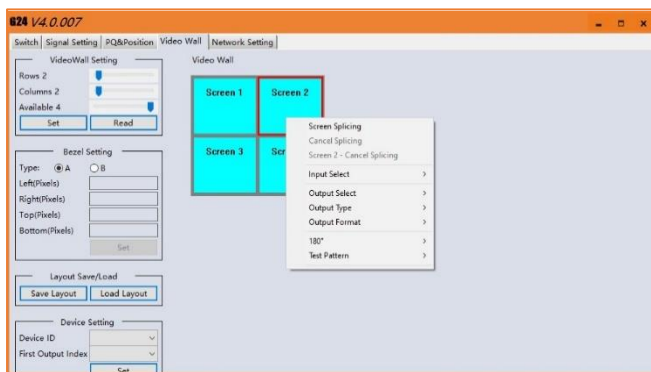 G24 V4.0.007
Switch Signal Setting PQ&Position Video Wall Network Setting
VideoWall Setting
Rows 2
Columns 2
Available 4
Set Read
Bezel Setting
Type: A B
Left(Pixels)
Right(Pixels)
Top(Pixels)
Bottom(Pixels)
Set
Layout Save/Load
Save Layout Load Layout
Device Setting
Device ID
First Output Index
Set
Video Wall
Screen 1 Screen 2
Screen 3 Scr
Screen Splicing
Cancel Splicing
Screen 2 - Cancel Splicing
Input Select >
Output Select >
Output Type >
Output Format >
180° >
Test Pattern >